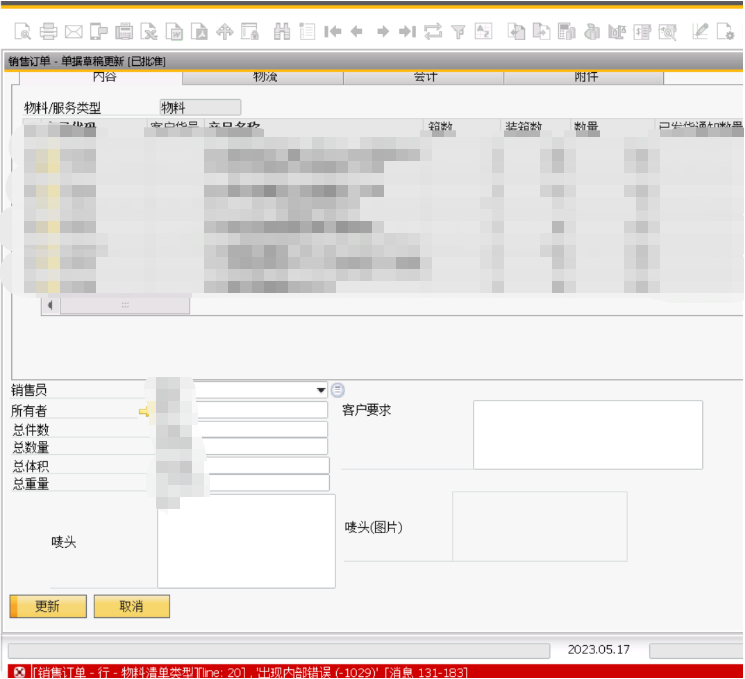 销售订单 - 单据草稿更新 [已批准]
内容 物流 会计 附件
物料/服务类型 物料
客户货号 产品名称 箱数 装箱数 数量 已发货通知数量
销售员
所有者 客户要求
总件数
总数量
总体积
总重量
唛头 唛头(图片)
更新 取消
2023.05.17
[销售订单 - 行 - 物料清单类型][line: 20] , '出现内部错误 (-1029)' [消息 131-183]